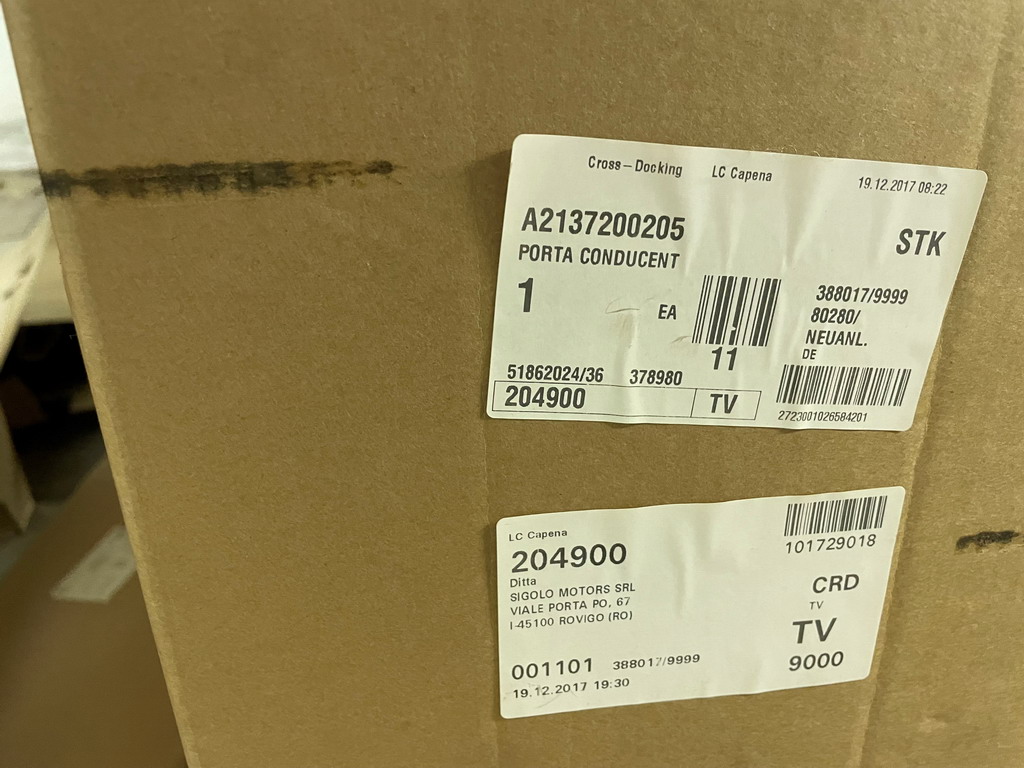 Cross-Docking LC Capena 19.12.2017 08:22
A2137200205 STK
PORTA CONDUCENT
1 EA 11
388017/9999
80280/
NEUANL.
DE
51862024/36 378980
204900 TV
2723001026584201
LC Capena
204900
Ditta
SIGOLO MOTORS SRL
VIALE PORTA PO, 67
I-45100 ROVIGO (RO)
101729018
CRD
TV
TV
9000
001101 388017/9999
19.12.2017 19:30